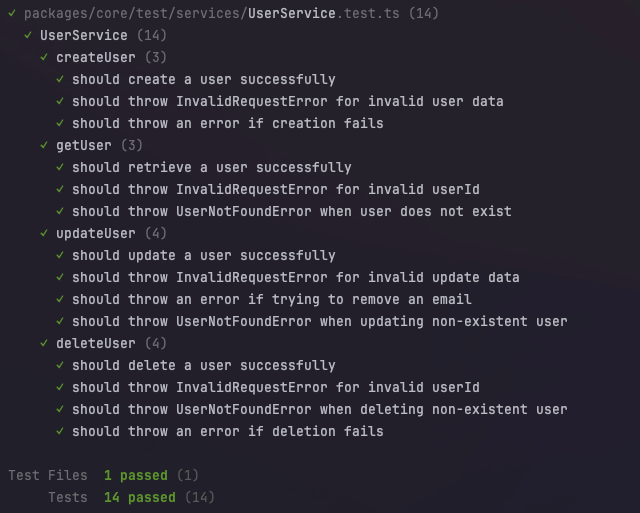 ✓ packages/core/test/services/UserService.test.ts (14)
✓ UserService (14)
✓ createUser (3)
✓ should create a user successfully
✓ should throw InvalidRequestError for invalid user data
✓ should throw an error if creation fails
✓ getUser (3)
✓ should retrieve a user successfully
✓ should throw InvalidRequestError for invalid userId
✓ should throw UserNotFoundError when user does not exist
✓ updateUser (4)
✓ should update a user successfully
✓ should throw InvalidRequestError for invalid update data
✓ should throw an error if trying to remove an email
✓ should throw UserNotFoundError when updating non-existent user
✓ deleteUser (4)
✓ should delete a user successfully
✓ should throw InvalidRequestError for invalid userId
✓ should throw UserNotFoundError when deleting non-existent user
✓ should throw an error if deletion fails
Test Files 1 passed (1)
Tests 14 passed (14)